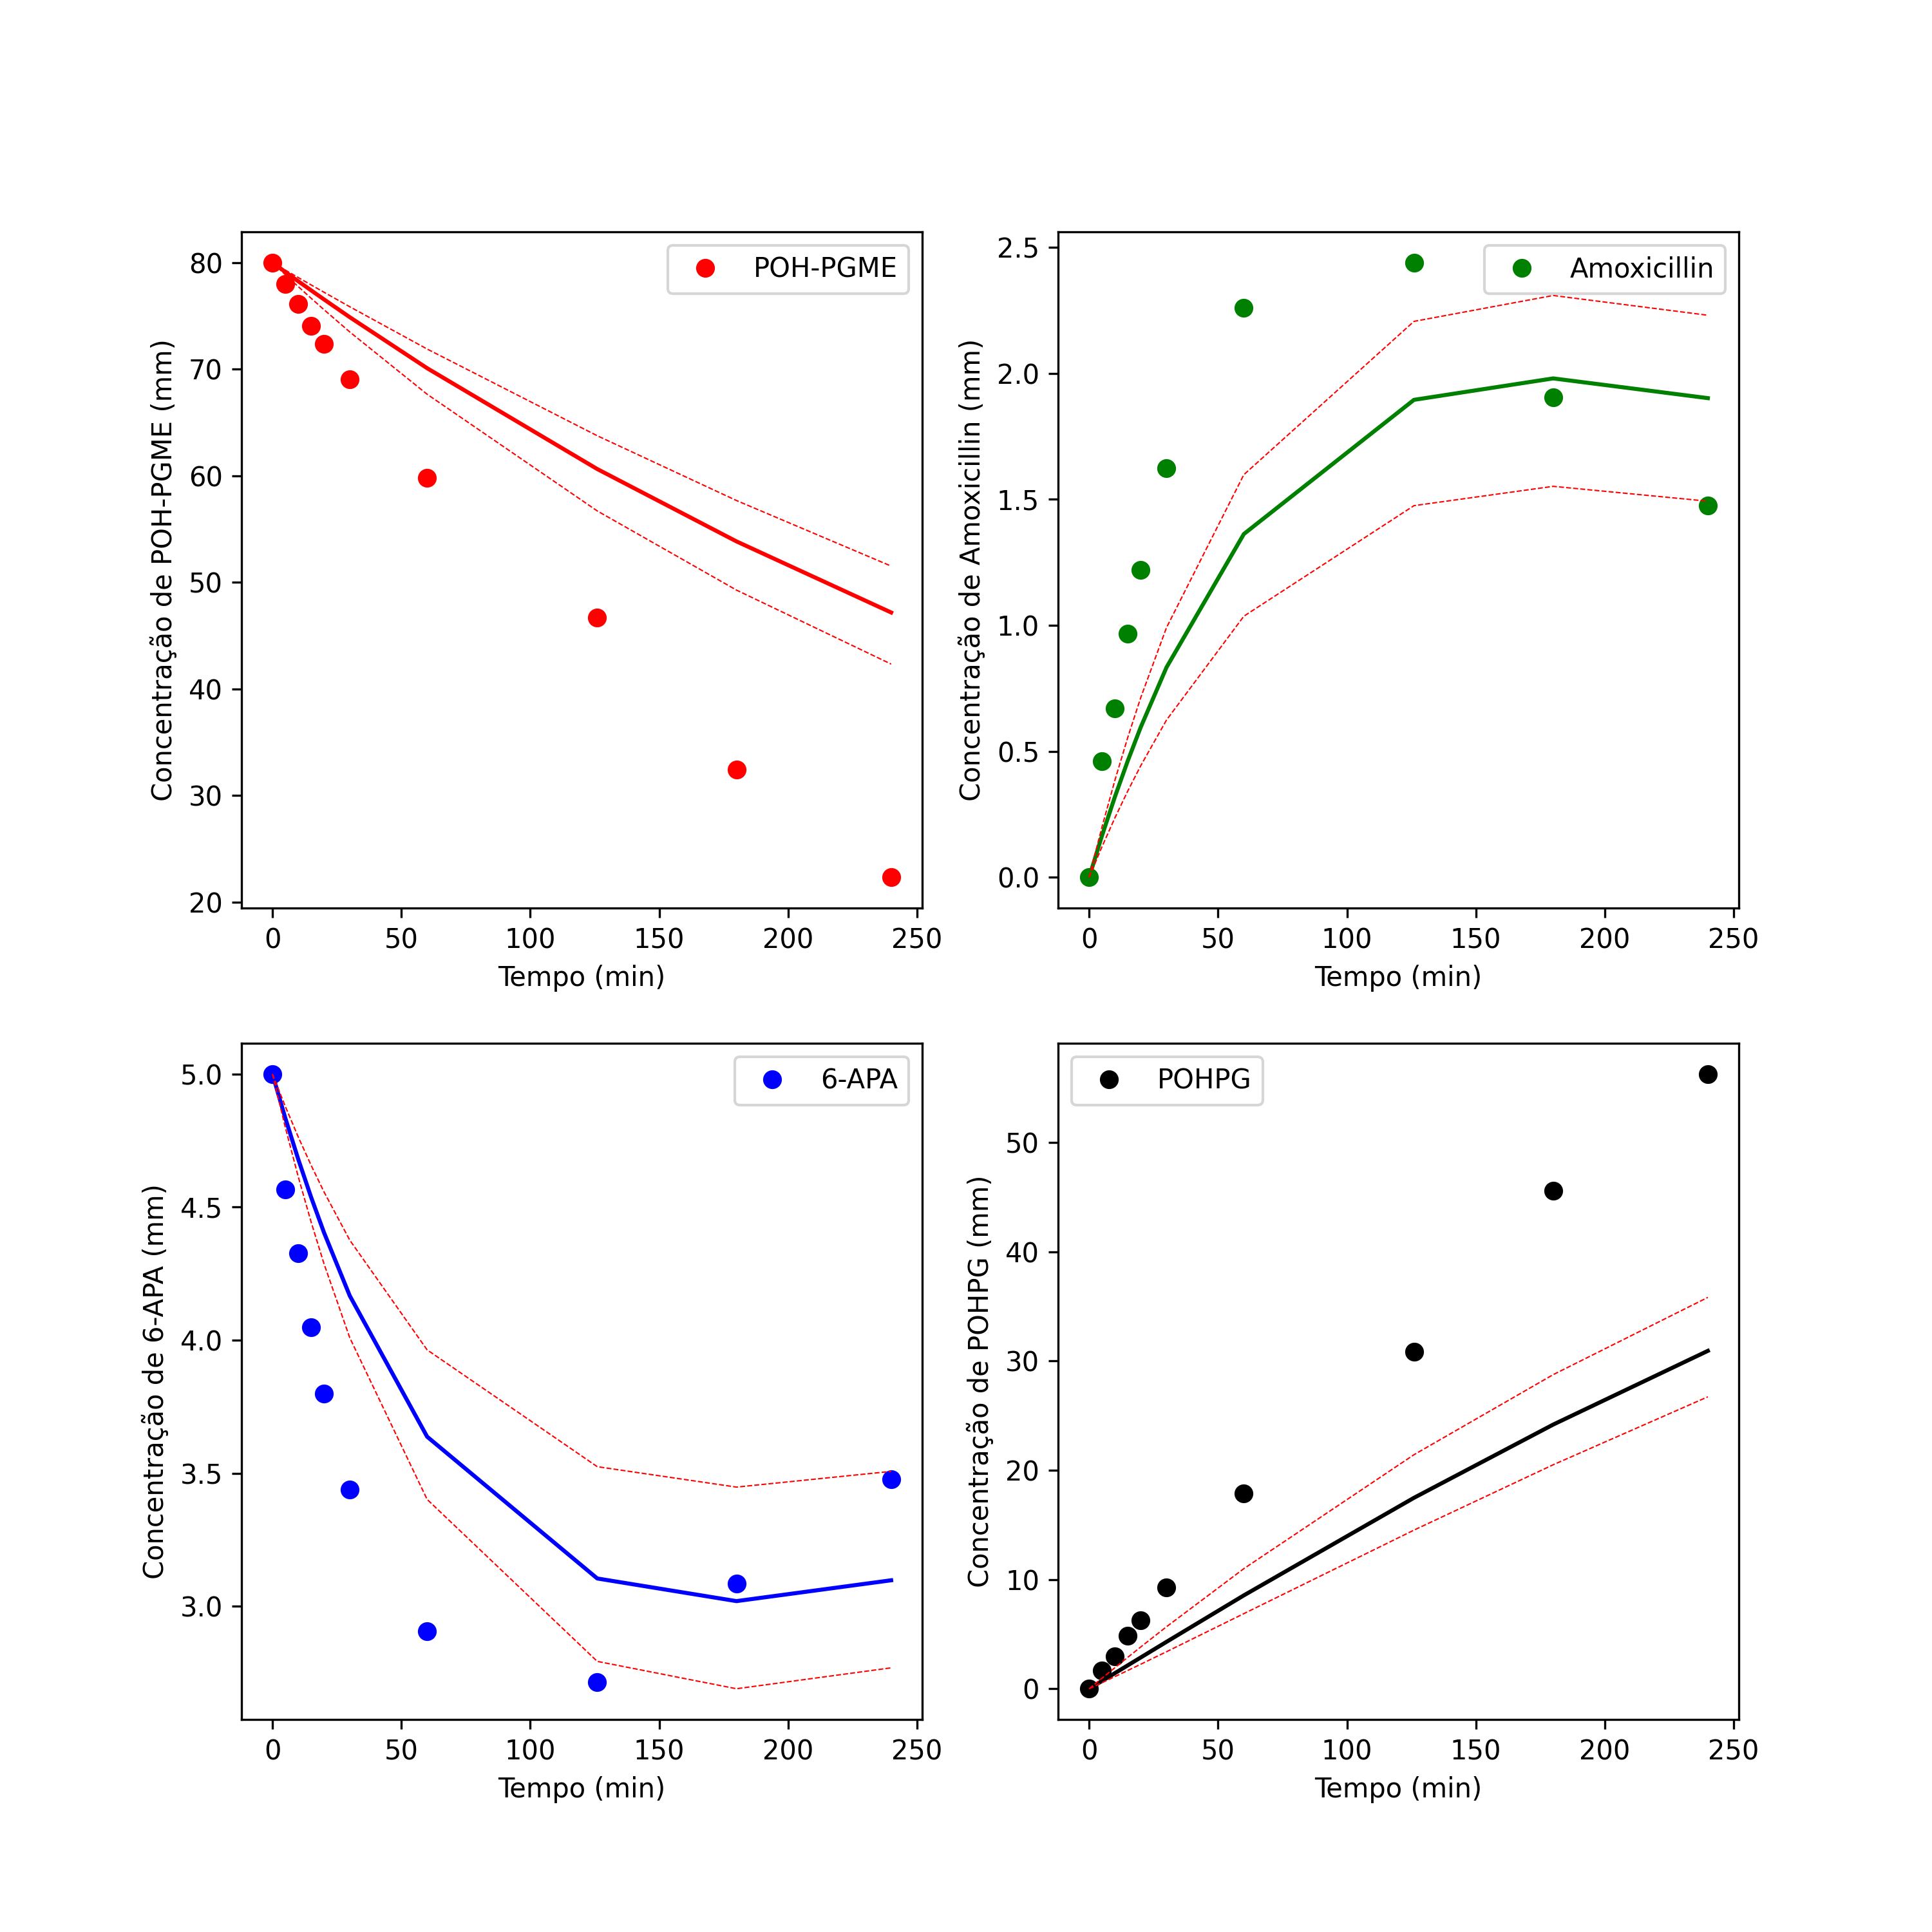 POH-PGME
Concentração de POH-PGME (mm)
80
70
60
50
40
30
20
0 50 100 150 200 250
Tempo (min)
Amoxicillin
Concentração de Amoxicillin (mm)
2.5
2.0
1.5
1.0
0.5
0.0
0 50 100 150 200 250
Tempo (min)
6-APA
Concentração de 6-APA (mm)
5.0
4.5
4.0
3.5
3.0
0 50 100 150 200 250
Tempo (min)
POHPG
Concentração de POHPG (mm)
50
40
30
20
10
0
0 50 100 150 200 250
Tempo (min)